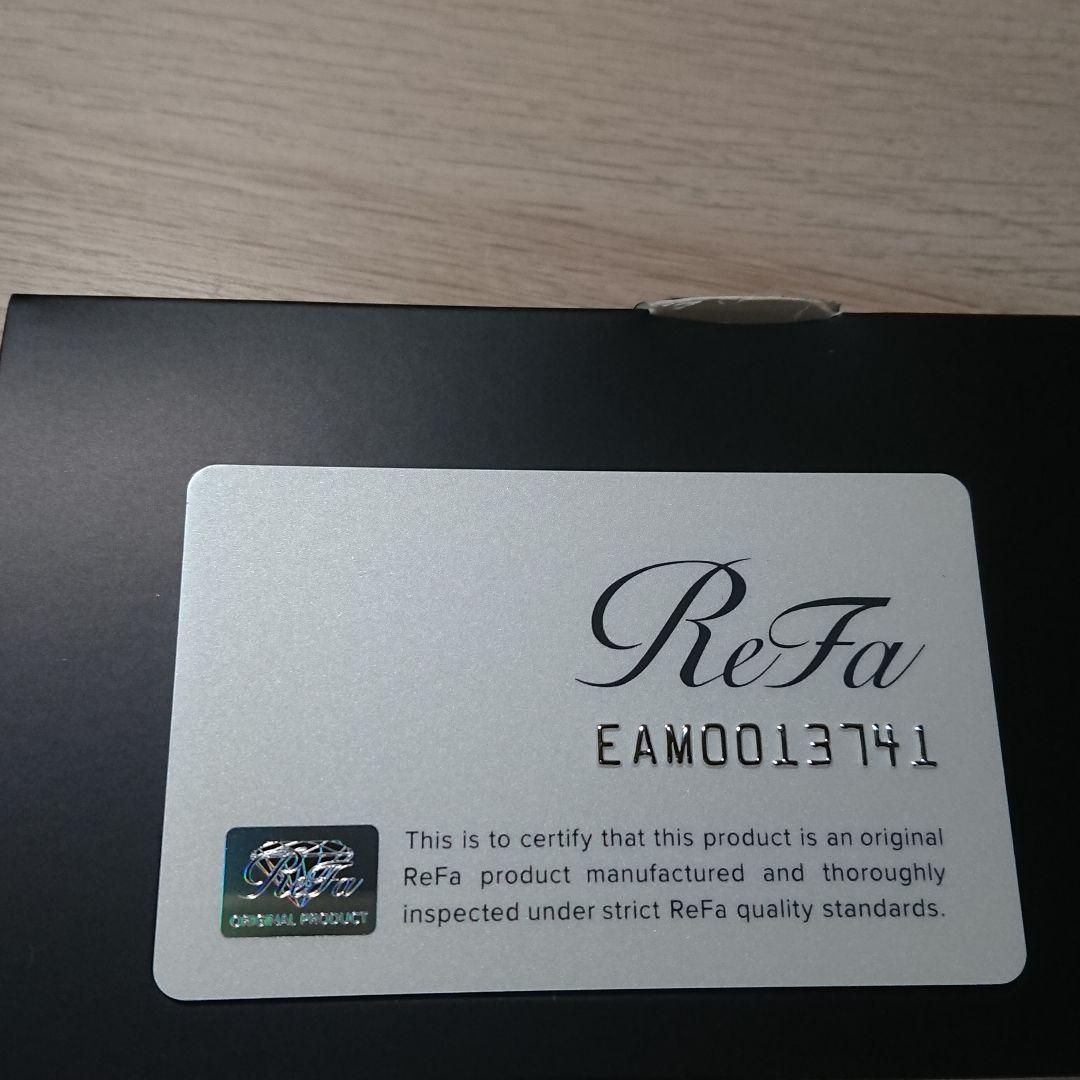 ReFa
EAM0013741
This is to certify that this product is an original
ReFa product manufactured and thoroughly
inspected under strict ReFa quality standards.
ReFa
ORIGINAL PRODUCT